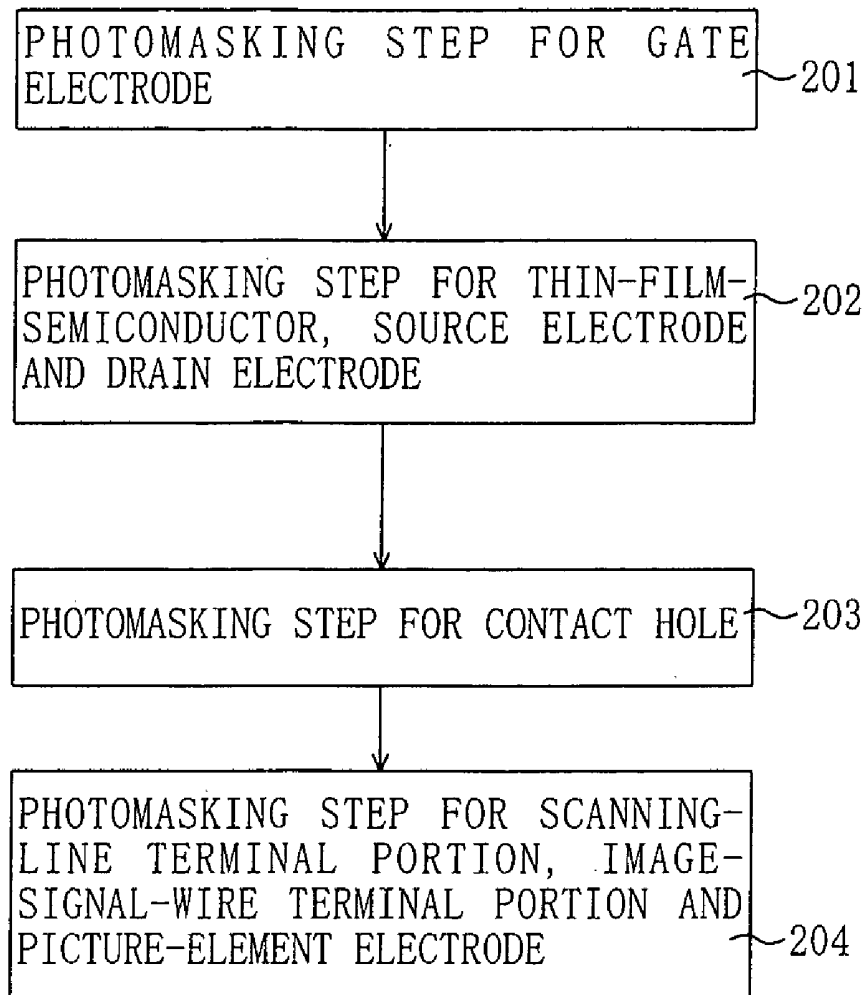 PHOTOMASKING STEP FOR GATE
ELECTRODE
201
PHOTOMASKING STEP FOR THIN-FILM-
SEMICONDUCTOR, SOURCE ELECTRODE
AND DRAIN ELECTRODE
202
PHOTOMASKING STEP FOR CONTACT HOLE
203
PHOTOMASKING STEP FOR SCANNING-
LINE TERMINAL PORTION, IMAGE-
SIGNAL-WIRE TERMINAL PORTION AND
PICTURE-ELEMENT ELECTRODE
204